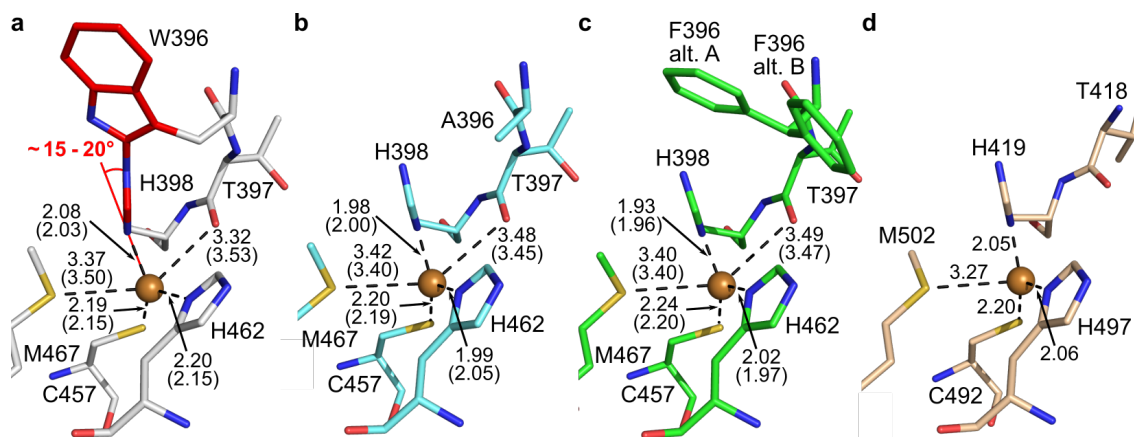 a
W396
~ 15 - 20°
H398
T397
2.08
(2.03)
3.32
(3.53)
3.37
(3.50)
2.19
(2.15)
M467
H462
C457
2.20
(2.15)
b
A396
H398
T397
1.98
(2.00)
3.48
(3.45)
3.42
(3.40)
2.20
(2.19)
M467
H462
C457
1.99
(2.05)
c
F396
alt. A
F396
alt. B
H398
T397
1.93
(1.96)
3.49
(3.47)
3.40
(3.40)
2.24
(2.20)
M467
H462
C457
2.02
(1.97)
d
T418
H419
M502
2.05
3.27
2.20
H497
2.06
C492